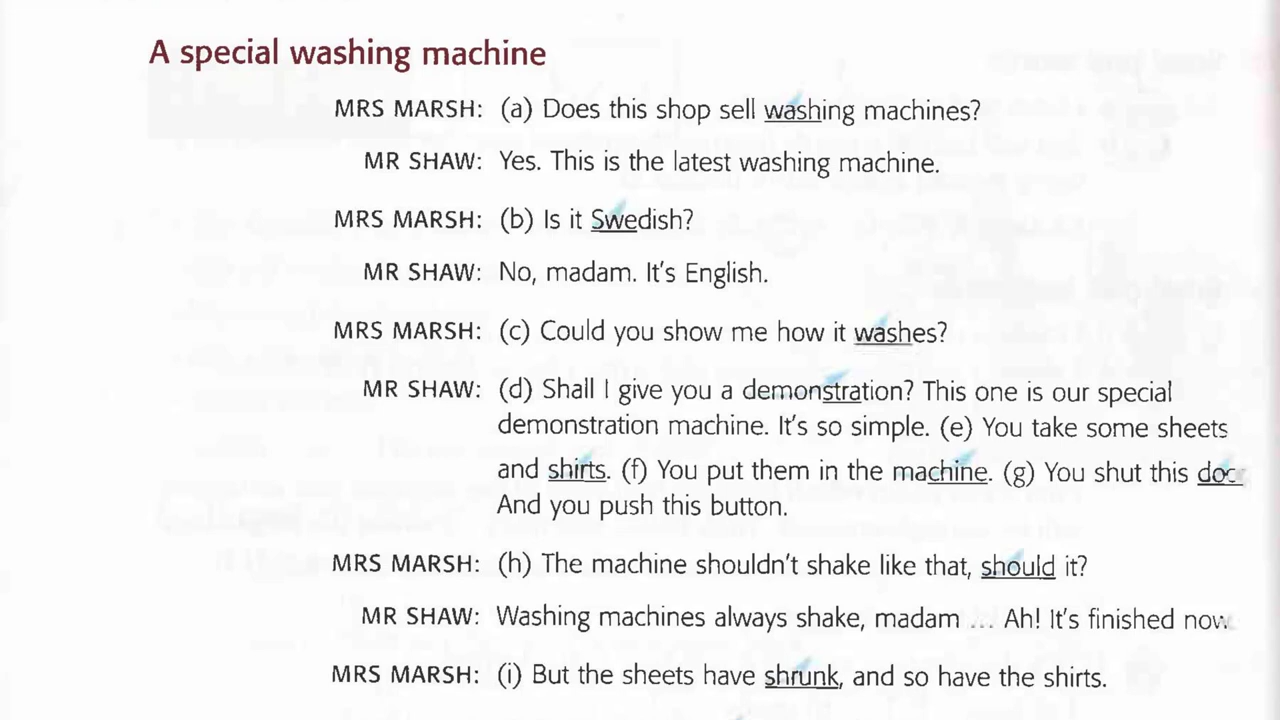 A special washing machine
MRS MARSH: (a) Does this shop sell washing machines?
MR SHAW: Yes. This is the latest washing machine.
MRS MARSH: (b) Is it Swedish?
MR SHAW: No, madam. It's English.
MRS MARSH: (c) Could you show me how it washes?
MR SHAW: (d) Shall I give you a demonstration? This one is our special
demonstration machine. It's so simple. (e) You take some sheets
and shirts. (f) You put them in the machine. (g) You shut this
And you push this button.
MRS MARSH: (h) The machine shouldn't shake like that, should it?
MR SHAW: Washing machines always shake, madam ... Ah! It's finished now
MRS MARSH: (i) But the sheets have shrunk, and so have the shirts.